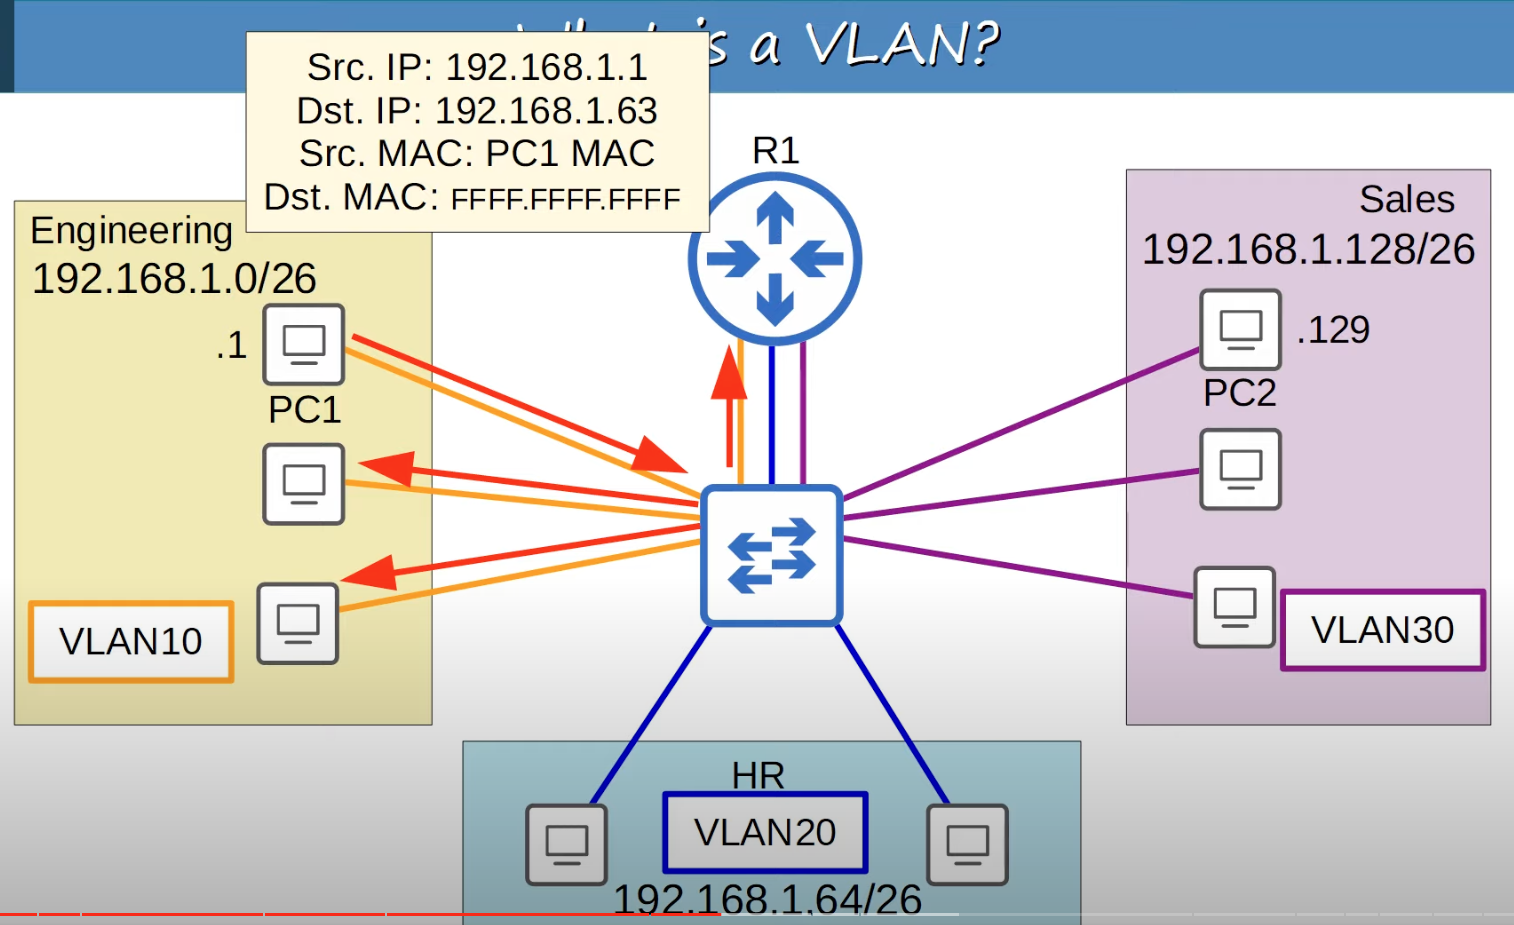 is a VLAN?
Src. IP: 192.168.1.1
Dst. IP: 192.168.1.63
Src. MAC: PC1 MAC
Dst. MAC: FFFF.FFFF.FFFF
R1
Engineering
192.168.1.0/26
.1
PC1
VLAN10
Sales
192.168.1.128/26
.129
PC2
VLAN30
HR
VLAN20
192.168.1.64/26